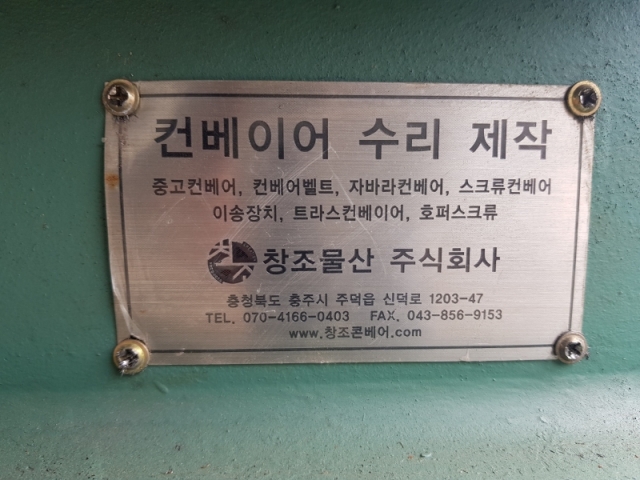 컨베이어 수리 제작
중고컨베어, 컨베어벨트, 자바라컨베어, 스크류컨베어
이송장치, 트라스컨베이어, 호퍼스크류
창조물산 주식회사
충청북도 충주시 주덕읍 신덕로 1203-47
TEL. 070-4166-0403 FAX. 043-856-9153
www.창조콘베어.com